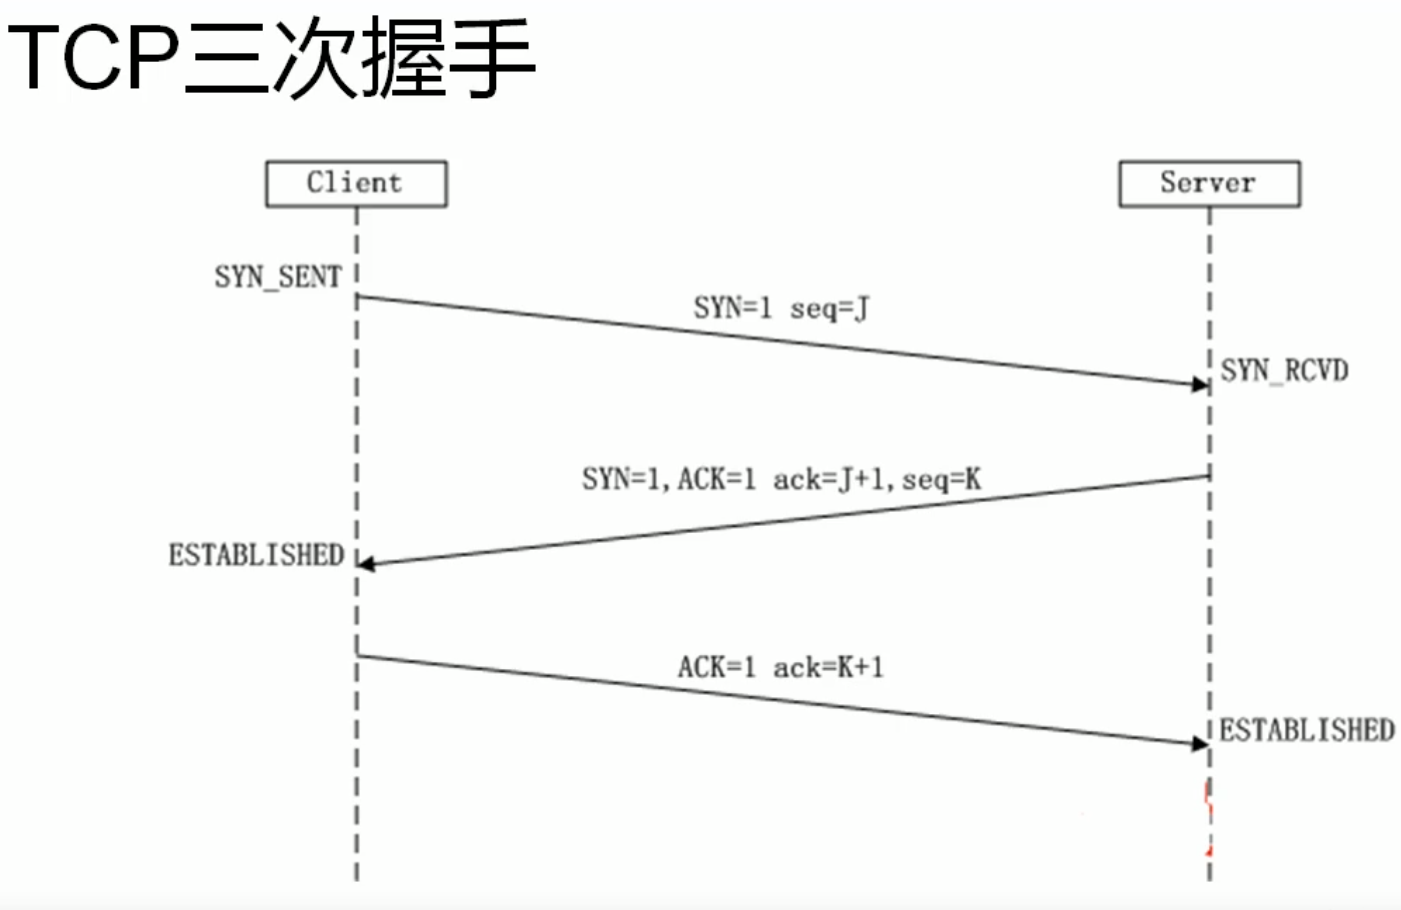 TCP三次握手
Client
Server
SYN_SENT
SYN=1 seq=J
SYN_RCVD
SYN=1,ACK=1 ack=J+1,seq=K
ESTABLISHED
ACK=1 ack=K+1
ESTABLISHED